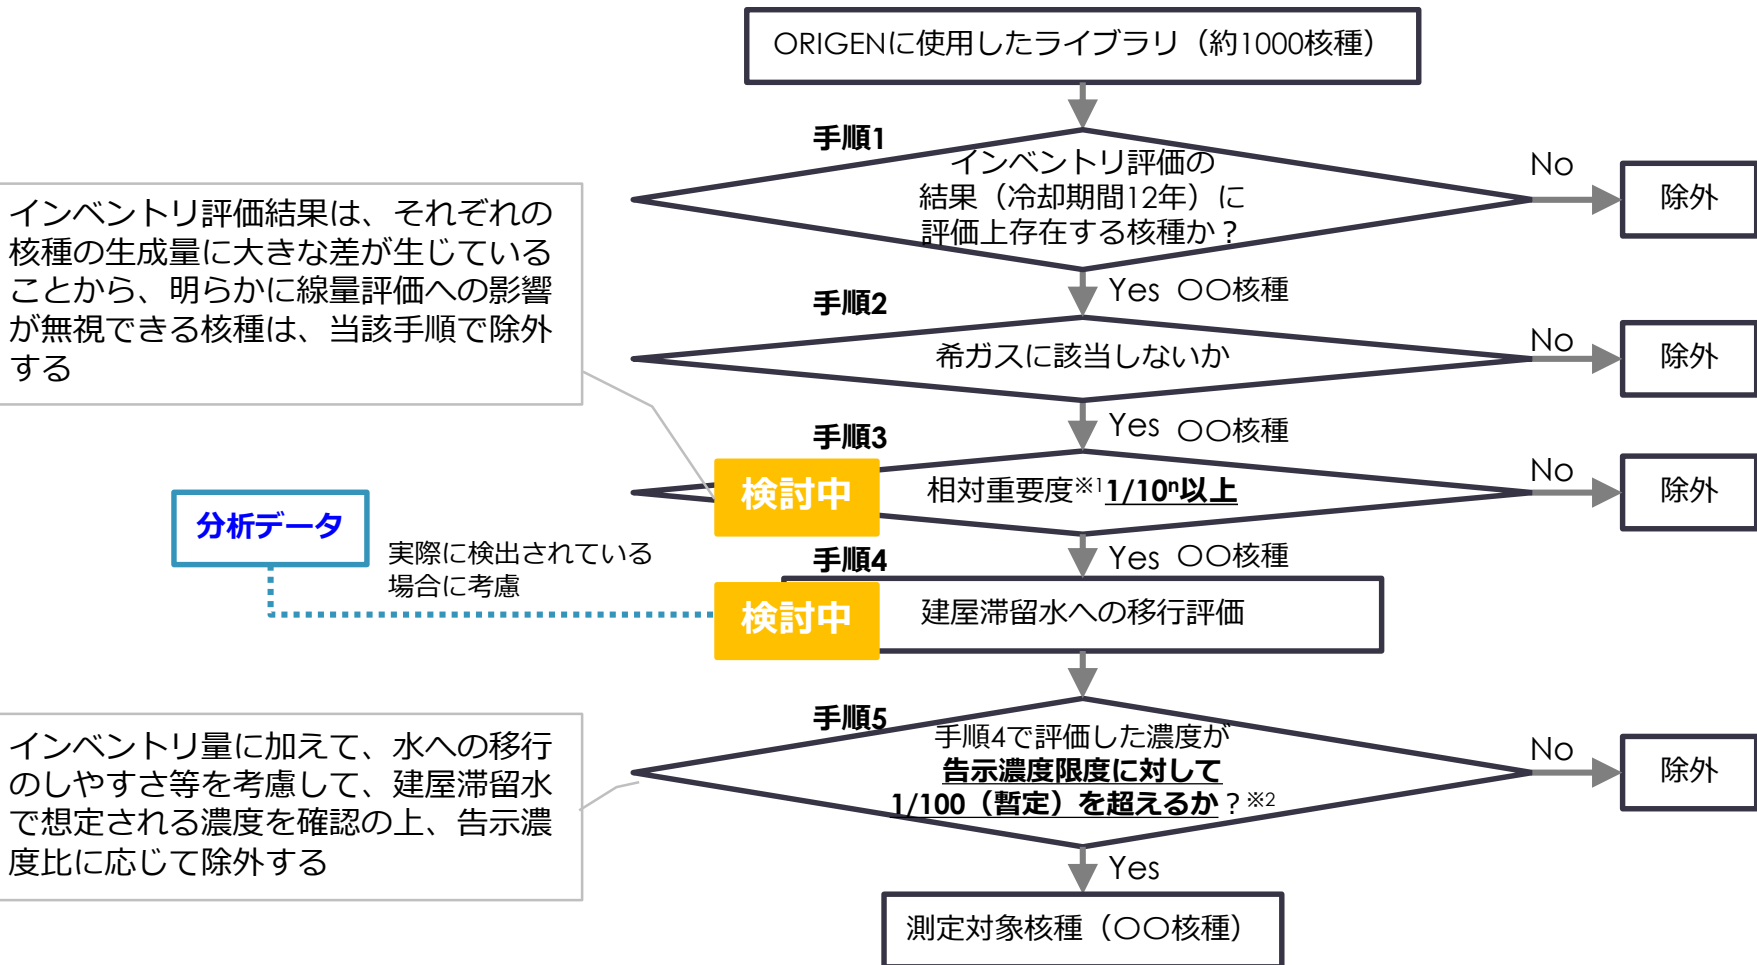 ORIGENに使用したライブラリ（約1000核種）
手順1
インベントリ評価の
結果（冷却期間12年）に
評価上存在する核種か？
No
除外
Yes 〇〇核種
インベントリ評価結果は、それぞれの
核種の生成量に大きな差が生じている
ことから、明らかに線量評価への影響
が無視できる核種は、当該手順で除外
する
手順2
希ガスに該当しないか
No
除外
Yes 〇〇核種
手順3
検討中
相対重要度※1 1/10ⁿ以上
No
除外
Yes 〇〇核種
分析データ
実際に検出されている
場合に考慮
手順4
検討中
建屋滞留水への移行評価
手順5
手順4で評価した濃度が
告示濃度限度に対して
1/100（暫定）を超えるか？※2
No
除外
Yes
インベントリ量に加えて、水への移行
のしやすさ等を考慮して、建屋滞留水
で想定される濃度を確認の上、告示濃
度比に応じて除外する
測定対象核種（〇〇核種）